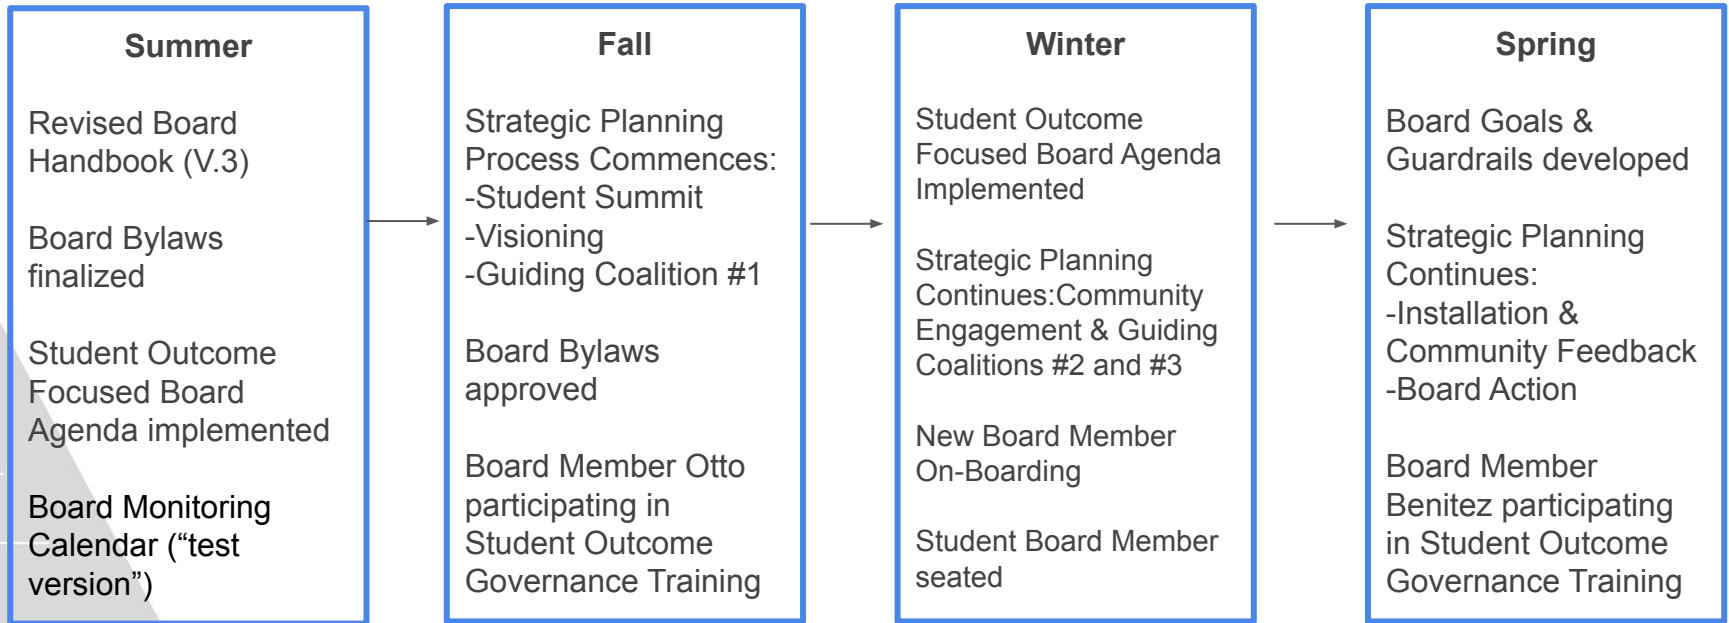 Summer
Revised Board
Handbook (V.3)
Board Bylaws
finalized
Student Outcome
Focused Board
Agenda implemented
Board Monitoring
Calendar (“test
version”)
Fall
Strategic Planning
Process Commences:
-Student Summit
-Visioning
-Guiding Coalition #1
Board Bylaws
approved
Board Member Otto
participating in
Student Outcome
Governance Training
Winter
Student Outcome
Focused Board Agenda
Implemented
Strategic Planning
Continues:Community
Engagement & Guiding
Coalitions #2 and #3
New Board Member
On-Boarding
Student Board Member
seated
Spring
Board Goals &
Guardrails developed
Strategic Planning
Continues:
-Installation &
Community Feedback
-Board Action
Board Member
Benitez participating
in Student Outcome
Governance Training